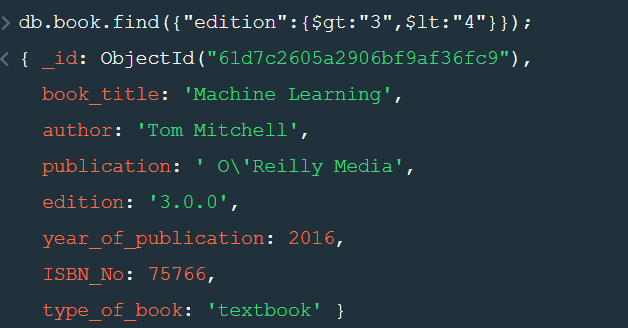 > db.book.find({"edition":{$gt:"3",$lt:"4"}});
< { _id: ObjectId("61d7c2605a2906bf9af36fc9"),
book_title: 'Machine Learning',
author: 'Tom Mitchell',
publication: ' O\'Reilly Media',
edition: '3.0.0',
year_of_publication: 2016,
ISBN_No: 75766,
type_of_book: 'textbook' }